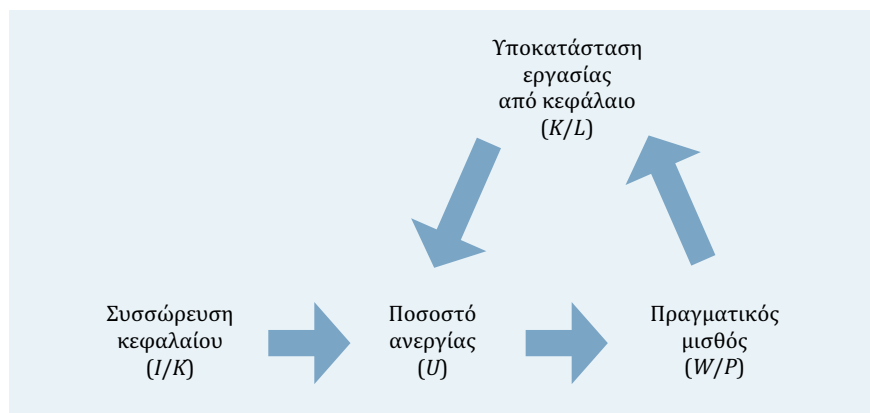 Υποκατάσταση
εργασίας
από κεφάλαιο
(K/L)
Συσσώρευση
κεφαλαίου
(I/K)
Ποσοστό
ανεργίας
(U)
Πραγματικός
μισθός
(W/P)